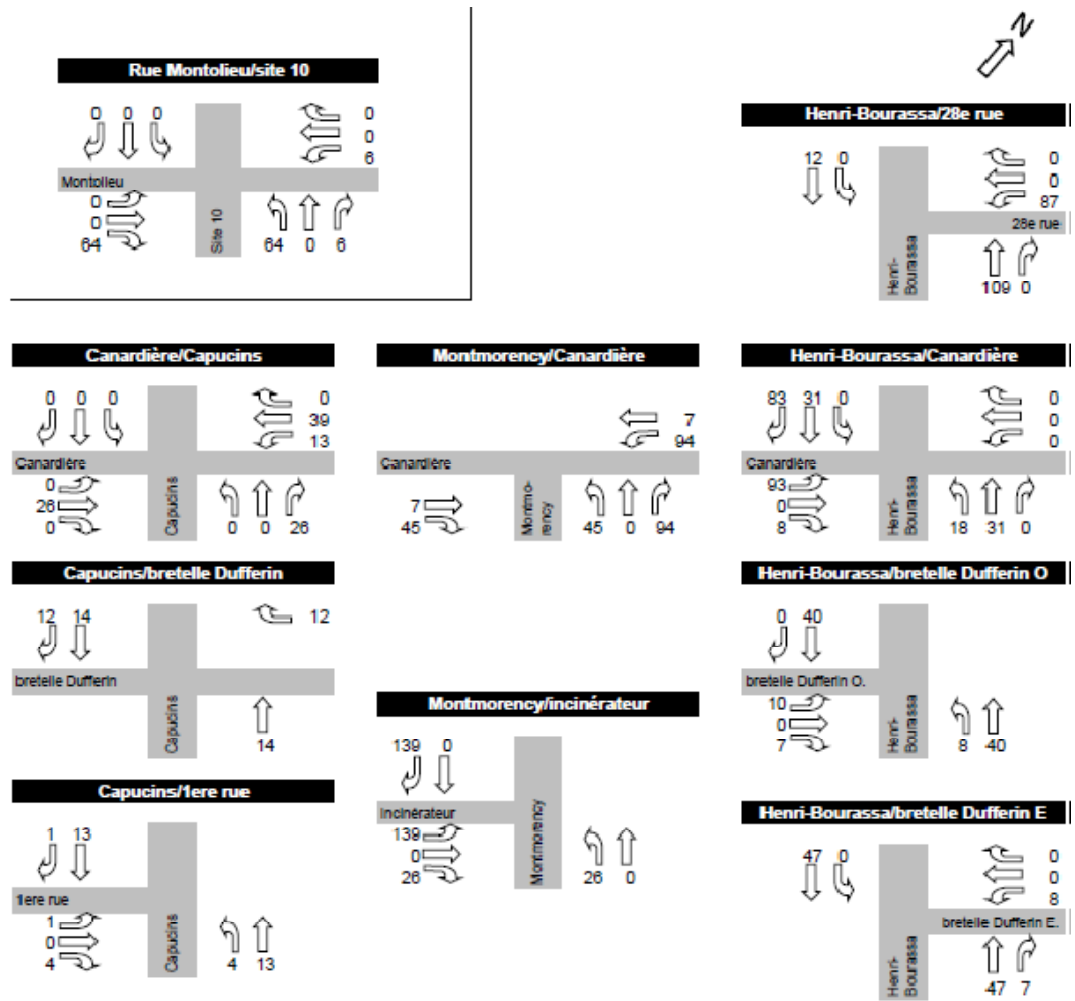 N
Rue Montolieu/site 10
0 0 0
0
0
6
Montolieu
0
0
64
Site 10
64 0 6
Henri-Bourassa/28e rue
12 0
0
0
87
28e rue
Henri-
Bourassa
109 0
Canardière/Capucins
0 0 0
0
39
13
Canardière
0
26
0
Capucins
0 0 26
Montmorency/Canardière
7
94
Canardière
7
45
Montmo-
rency
45 0 94
Henri-Bourassa/Canardière
83 31 0
0
0
0
Canardière
93
0
8
Henri-
Bourassa
18 31 0
Capucins/bretelle Dufferin
12 14
12
bretelle Dufferin
Capucins
14
Henri-Bourassa/bretelle Dufferin O
0 40
bretelle Dufferin O.
10
0
7
Henri-
Bourassa
8 40
Montmorency/incinérateur
139 0
incinérateur
139
0
26
Montmorency
26 0
Capucins/1ere rue
1 13
1ere rue
1
0
4
Capucins
4 13
Henri-Bourassa/bretelle Dufferin E
47 0
0
0
8
bretelle Dufferin E.
Henri-
Bourassa
47 7